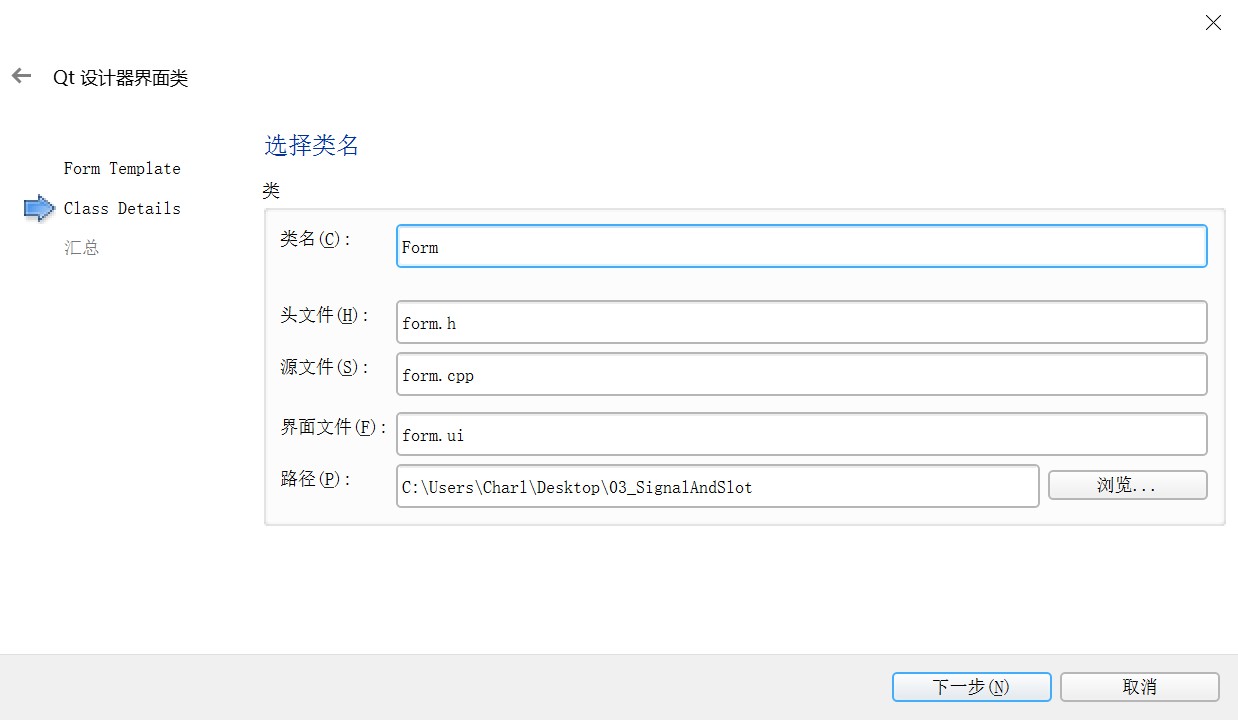 Qt 设计器界面类
Form Template
Class Details
汇总
选择类名
类
类名(C): Form
头文件(H): form.h
源文件(S): form.cpp
界面文件(F): form.ui
路径(P): C:\Users\Charl\Desktop\03_SignalAndSlot 浏览...
下一步(N) 取消